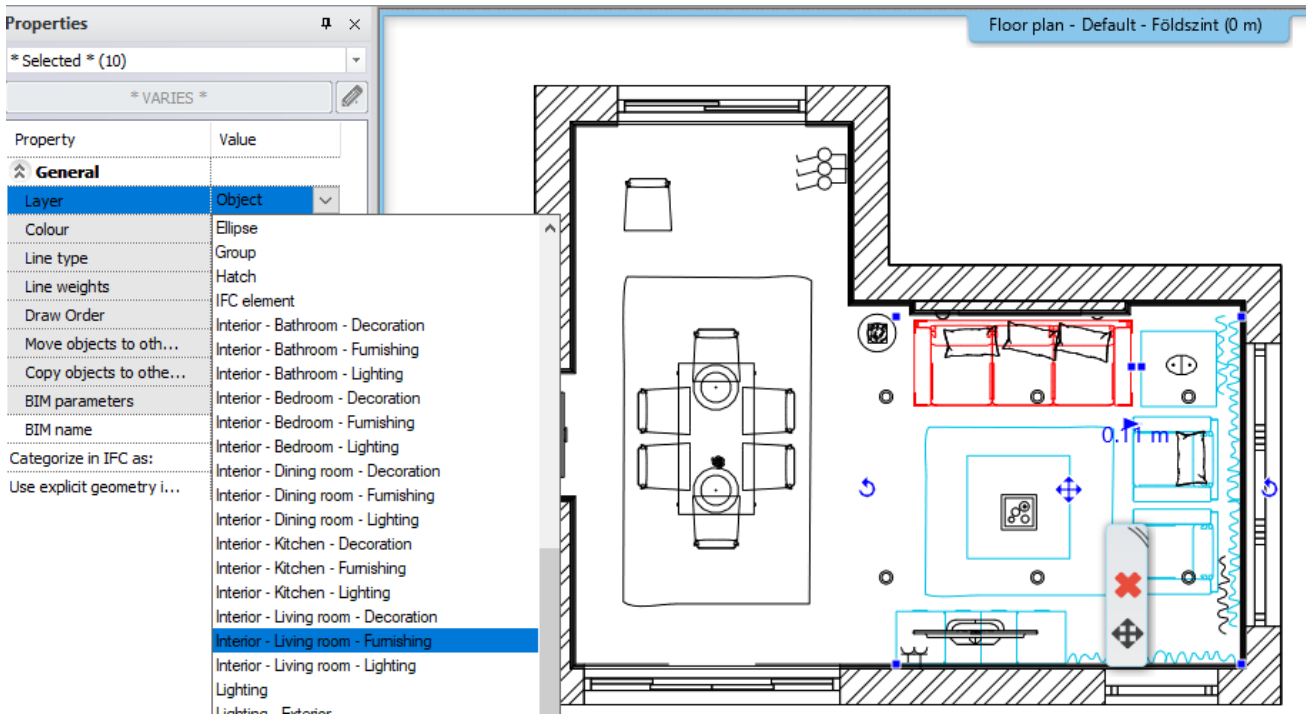 Properties
* Selected * (10)
* VARIES *
Property Value
General
Layer Object
Colour
Line type
Line weights
Draw Order
Move objects to oth...
Copy objects to othe...
BIM parameters
BIM name
Categorize in IFC as:
Use explicit geometry i...
Ellipse
Group
Hatch
IFC element
Interior - Bathroom - Decoration
Interior - Bathroom - Furnishing
Interior - Bathroom - Lighting
Interior - Bedroom - Decoration
Interior - Bedroom - Furnishing
Interior - Bedroom - Lighting
Interior - Dining room - Decoration
Interior - Dining room - Furnishing
Interior - Dining room - Lighting
Interior - Kitchen - Decoration
Interior - Kitchen - Furnishing
Interior - Kitchen - Lighting
Interior - Living room - Decoration
Interior - Living room - Furnishing
Interior - Living room - Lighting
Lighting
Lighting - Exterior
Floor plan - Default - Földszint (0 m)
0.11 m